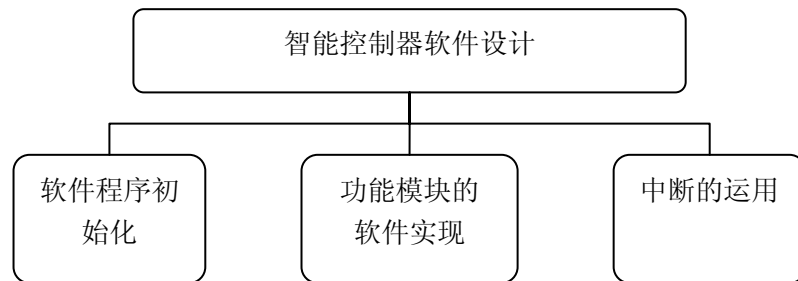 智能控制器软件设计
软件程序初
始化
功能模块的
软件实现
中断的运用